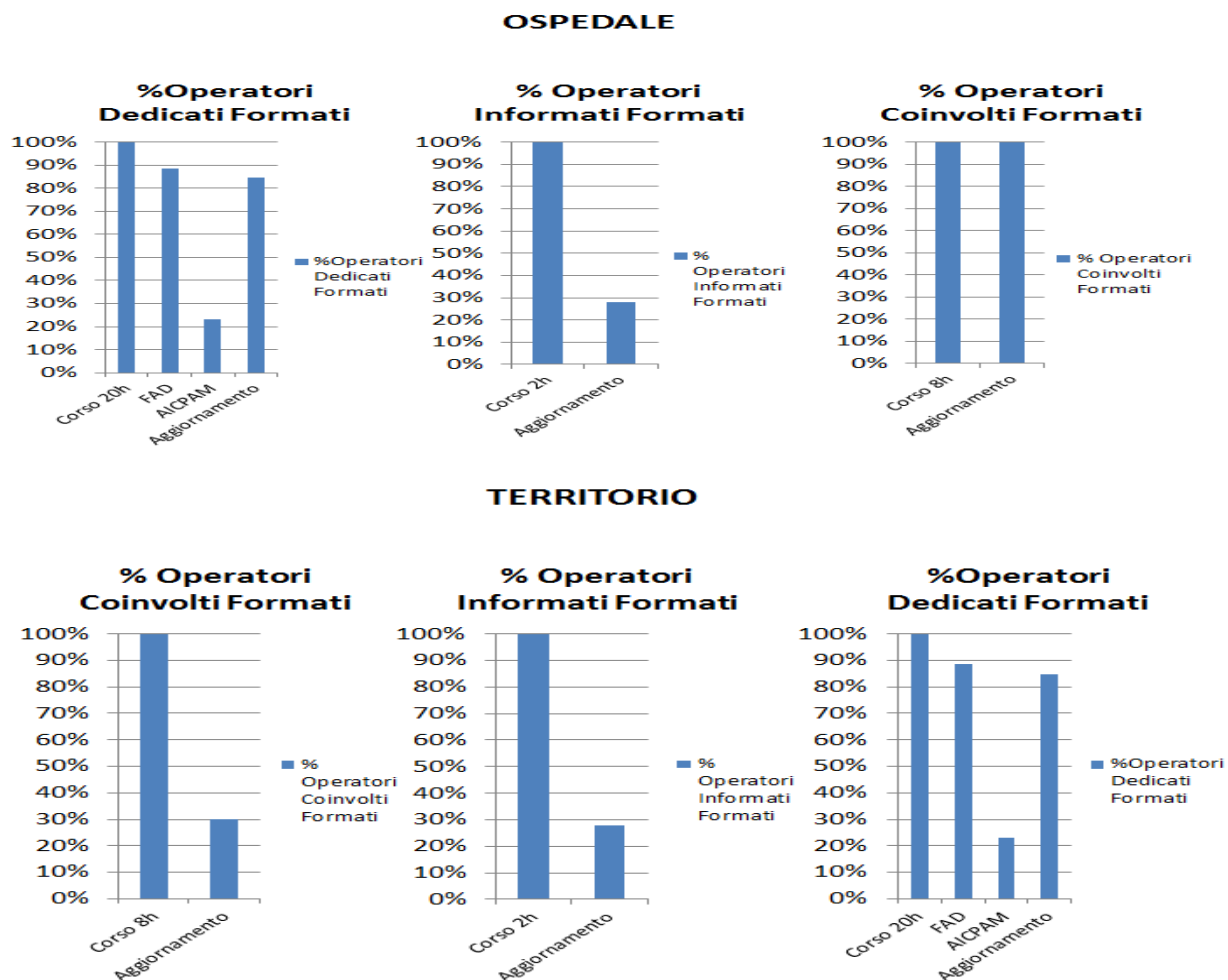 OSPEDALE
%Operatori
Dedicati Formati
100%
90%
80%
70%
60%
50%
40%
30%
20%
10%
0%
Corso 20h
FAD
AICPAM
Aggiornamento
%Operatori
Dedicati
Formati
% Operatori
Informati Formati
100%
90%
80%
70%
60%
50%
40%
30%
20%
10%
0%
Corso 2h
Aggiornamento
%
Operatori
Informati
Formati
% Operatori
Coinvolti Formati
100%
90%
80%
70%
60%
50%
40%
30%
20%
10%
0%
Corso 8h
Aggiornamento
% Operatori
Coinvolti
Formati
TERRITORIO
% Operatori
Coinvolti Formati
100%
90%
80%
70%
60%
50%
40%
30%
20%
10%
0%
Corso 8h
Aggiornamento
%
Operatori
Coinvolti
Formati
% Operatori
Informati Formati
100%
90%
80%
70%
60%
50%
40%
30%
20%
10%
0%
Corso 2h
Aggiornamento
%
Operatori
Informati
Formati
%Operatori
Dedicati Formati
100%
90%
80%
70%
60%
50%
40%
30%
20%
10%
0%
Corso 20h
FAD
AICPAM
Aggiornamento
%Operatori
Dedicati
Formati